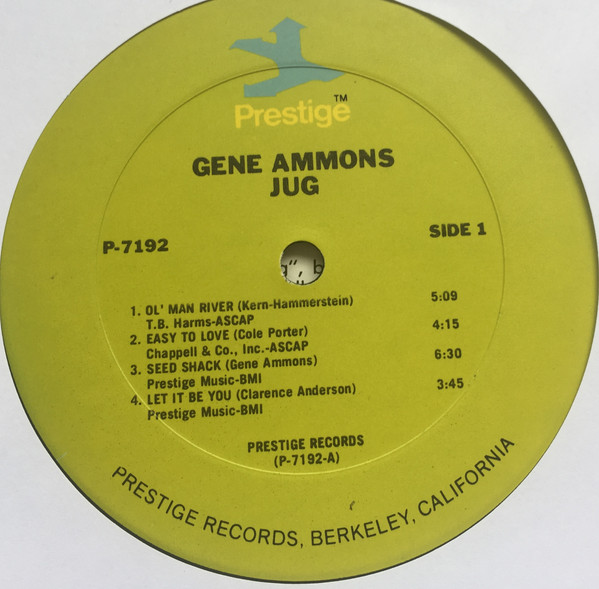 Prestige™
GENE AMMONS
JUG
P-7192
SIDE 1
1. OL' MAN RIVER (Kern-Hammerstein) 5:09
T.B. Harms-ASCAP
2. EASY TO LOVE (Cole Porter) 4:15
Chappell & Co., Inc.-ASCAP
3. SEED SHACK (Gene Ammons) 6:30
Prestige Music-BMI
4. LET IT BE YOU (Clarence Anderson) 3:45
Prestige Music-BMI
PRESTIGE RECORDS
(P-7192-A)
PRESTIGE RECORDS, BERKELEY, CALIFORNIA